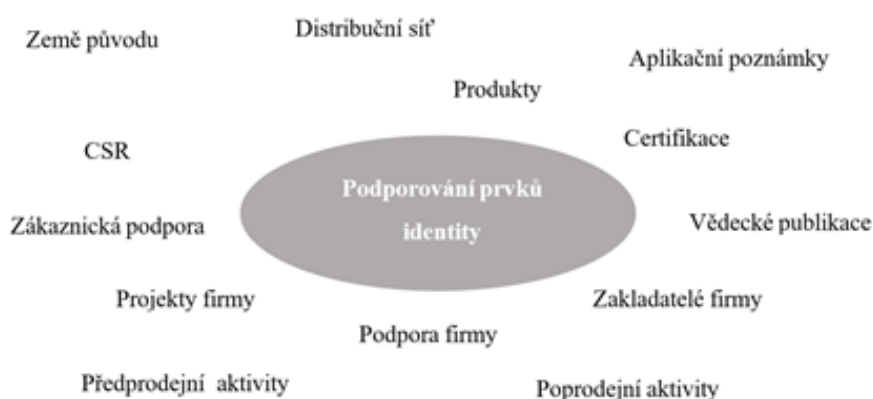 Distribuční síť
Země původu
Aplikační poznámky
Produkty
Certifikace
CSR
Podporování prvků
identity
Vědecké publikace
Zákaznická podpora
Projekty firmy
Zakladatelé firmy
Podpora firmy
Předprodejní aktivity
Poprodejní aktivity